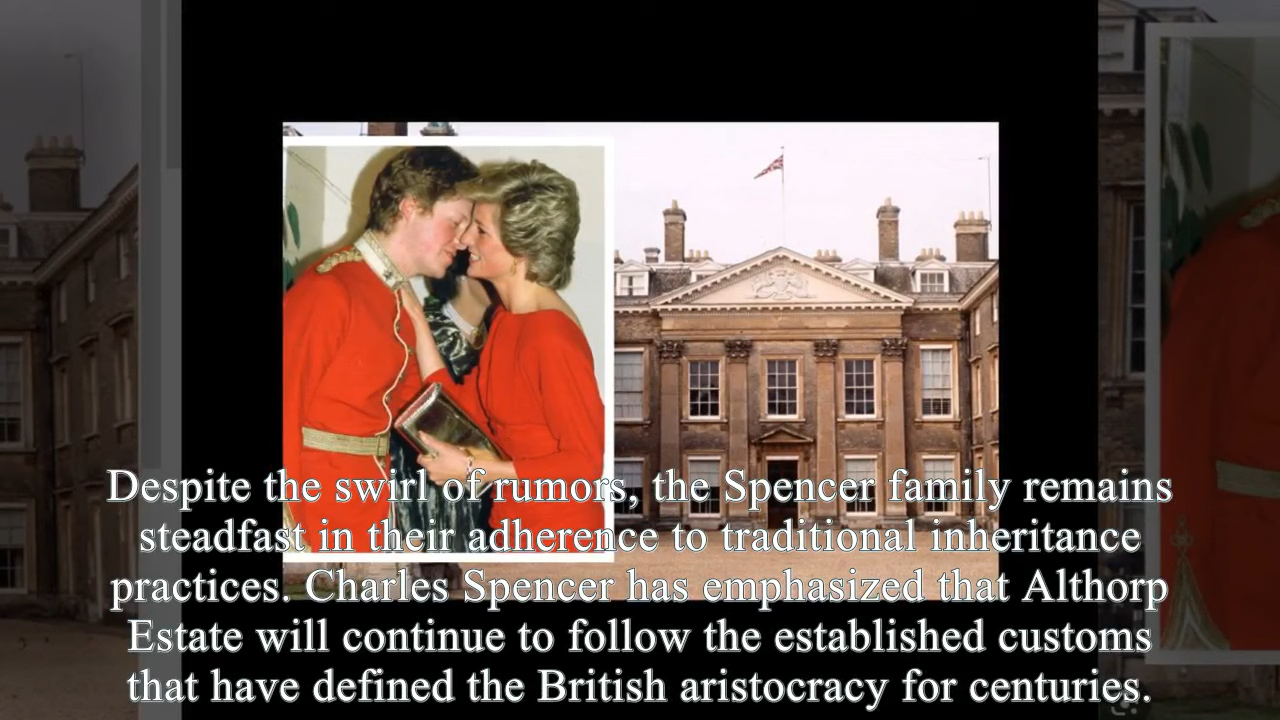 Despite the swirl of rumors, the Spencer family remains
steadfast in their adherence to traditional inheritance
practices. Charles Spencer has emphasized that Althorp
Estate will continue to follow the established customs
that have defined the British aristocracy for centuries.